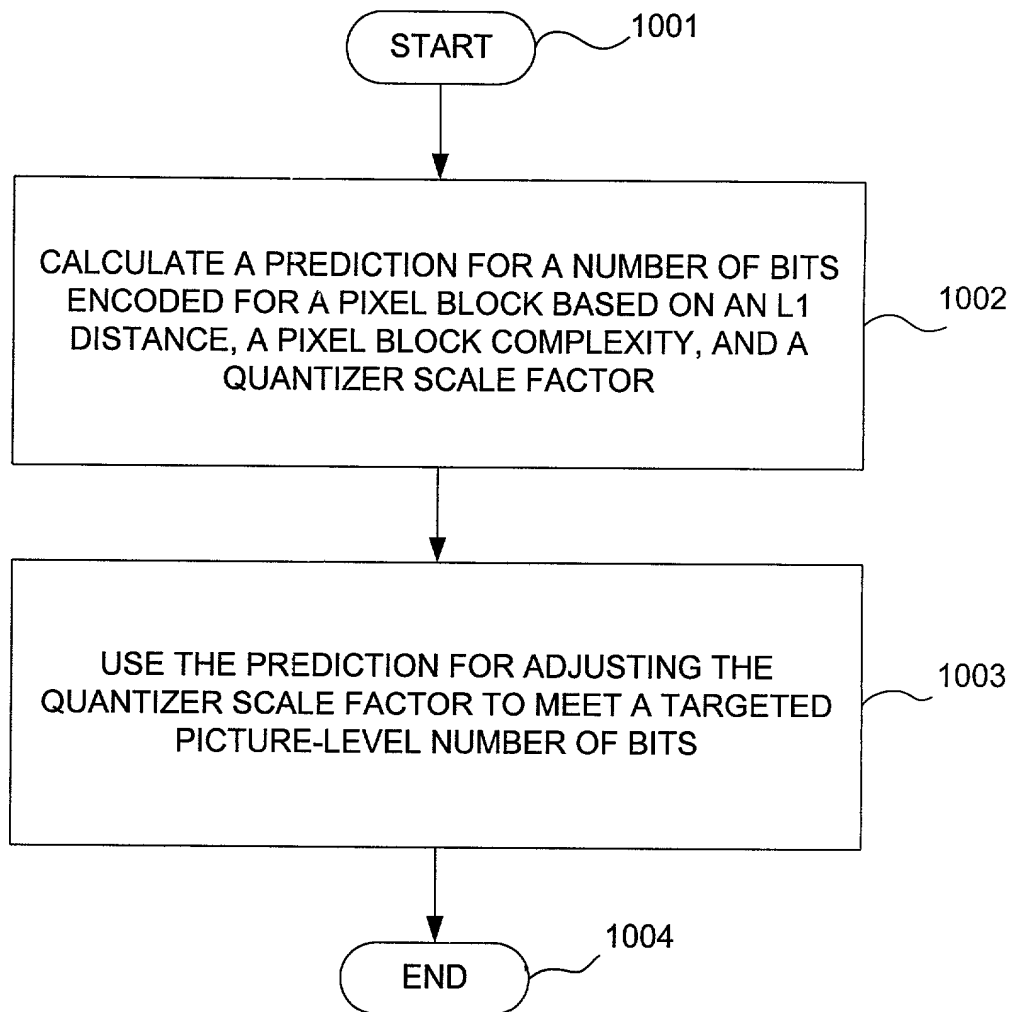 START
1001
CALCULATE A PREDICTION FOR A NUMBER OF BITS
ENCODED FOR A PIXEL BLOCK BASED ON AN L1
DISTANCE, A PIXEL BLOCK COMPLEXITY, AND A
QUANTIZER SCALE FACTOR
1002
USE THE PREDICTION FOR ADJUSTING THE
QUANTIZER SCALE FACTOR TO MEET A TARGETED
PICTURE-LEVEL NUMBER OF BITS
1003
END
1004